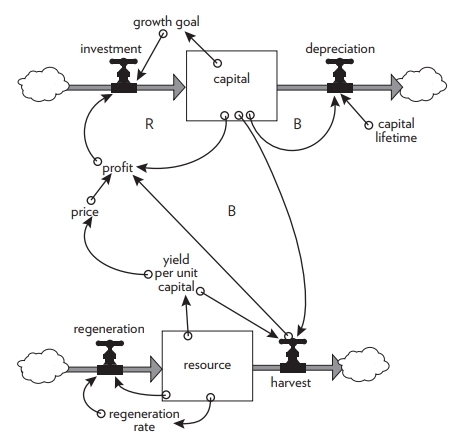 growth goal
investment
depreciation
capital
R
B
capital
lifetime
profit
price
B
yield
per unit
capital
regeneration
resource
harvest
regeneration
rate